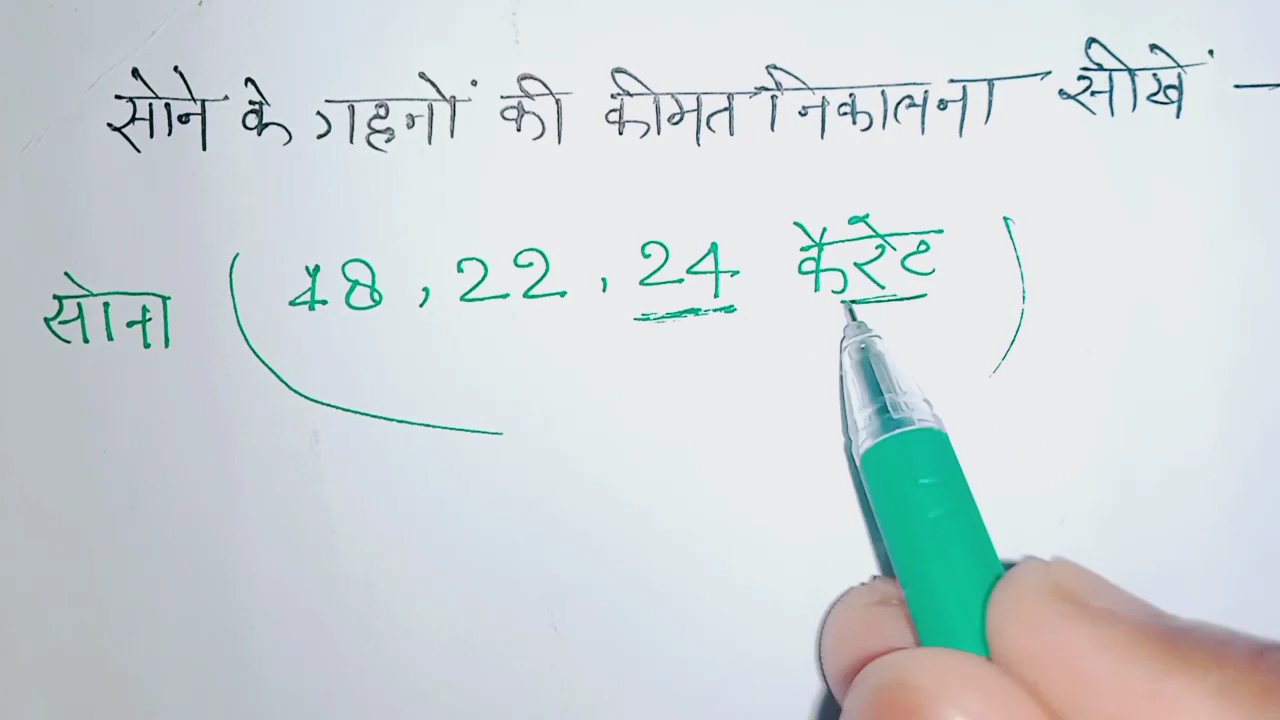 सोने के गहनों की कीमत निकालना सीखें –
सोना ( 18, 22, 24 कैरेट )